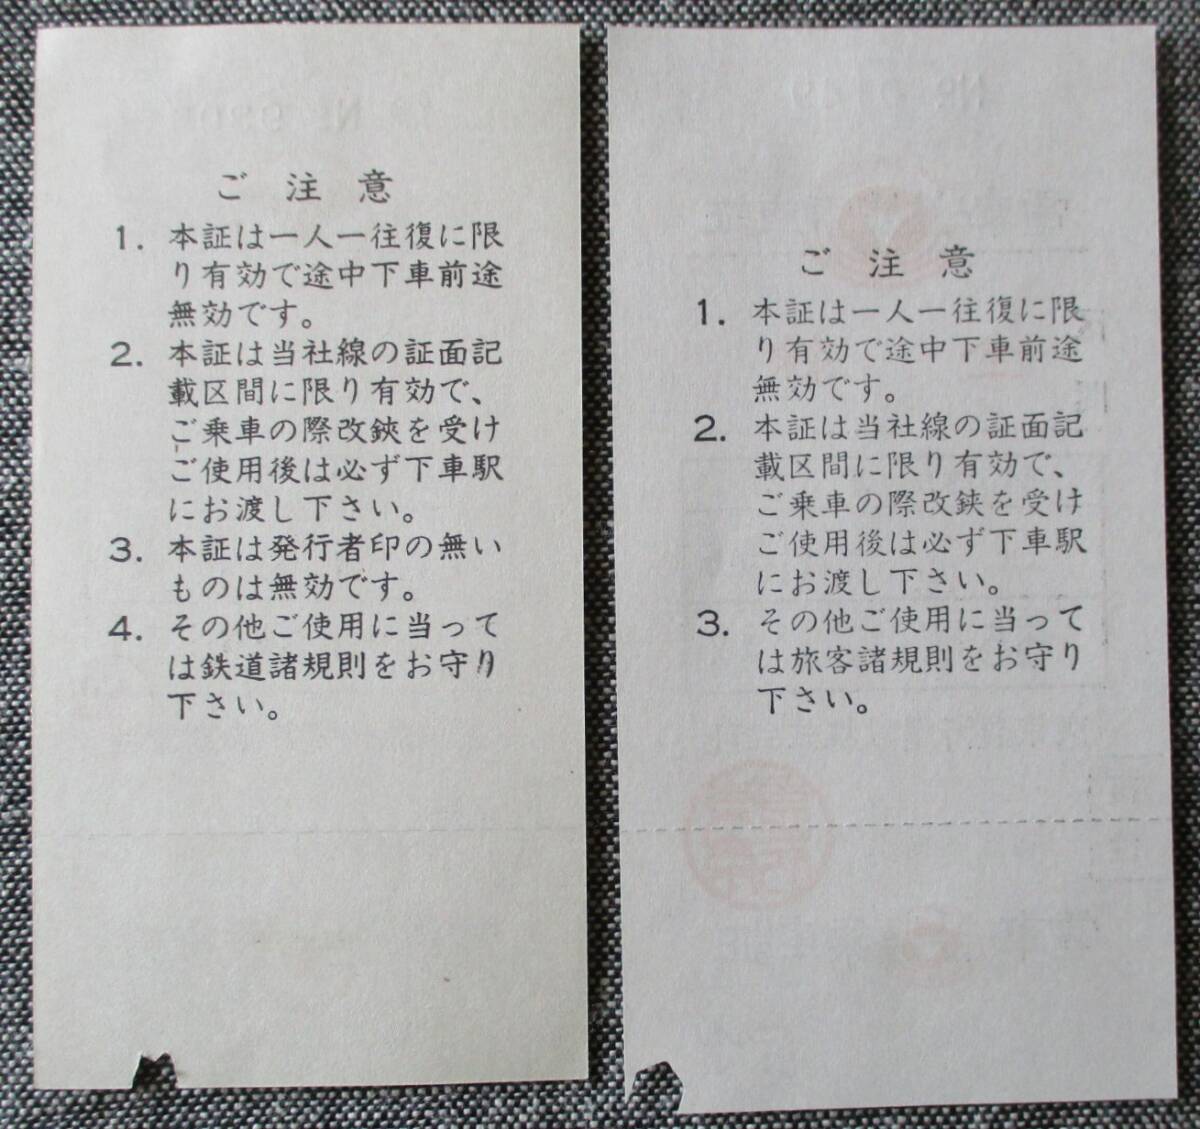 ご注意
1. 本証は一人一往復に限
り有効で途中下車前途
無効です。
2. 本証は当社線の証面記
載区間に限り有効で、
ご乗車の際改鋏を受け
ご使用後は必ず下車駅
にお渡し下さい。
3. 本証は発行者印の無い
ものは無効です。
4. その他ご使用に当って
は鉄道諸規則をお守り
下さい。
ご注意
1. 本証は一人一往復に限
り有効で途中下車前途
無効です。
2. 本証は当社線の証面記
載区間に限り有効で、
ご乗車の際改鋏を受け
ご使用後は必ず下車駅
にお渡し下さい。
3. その他ご使用に当って
は旅客諸規則をお守り
下さい。